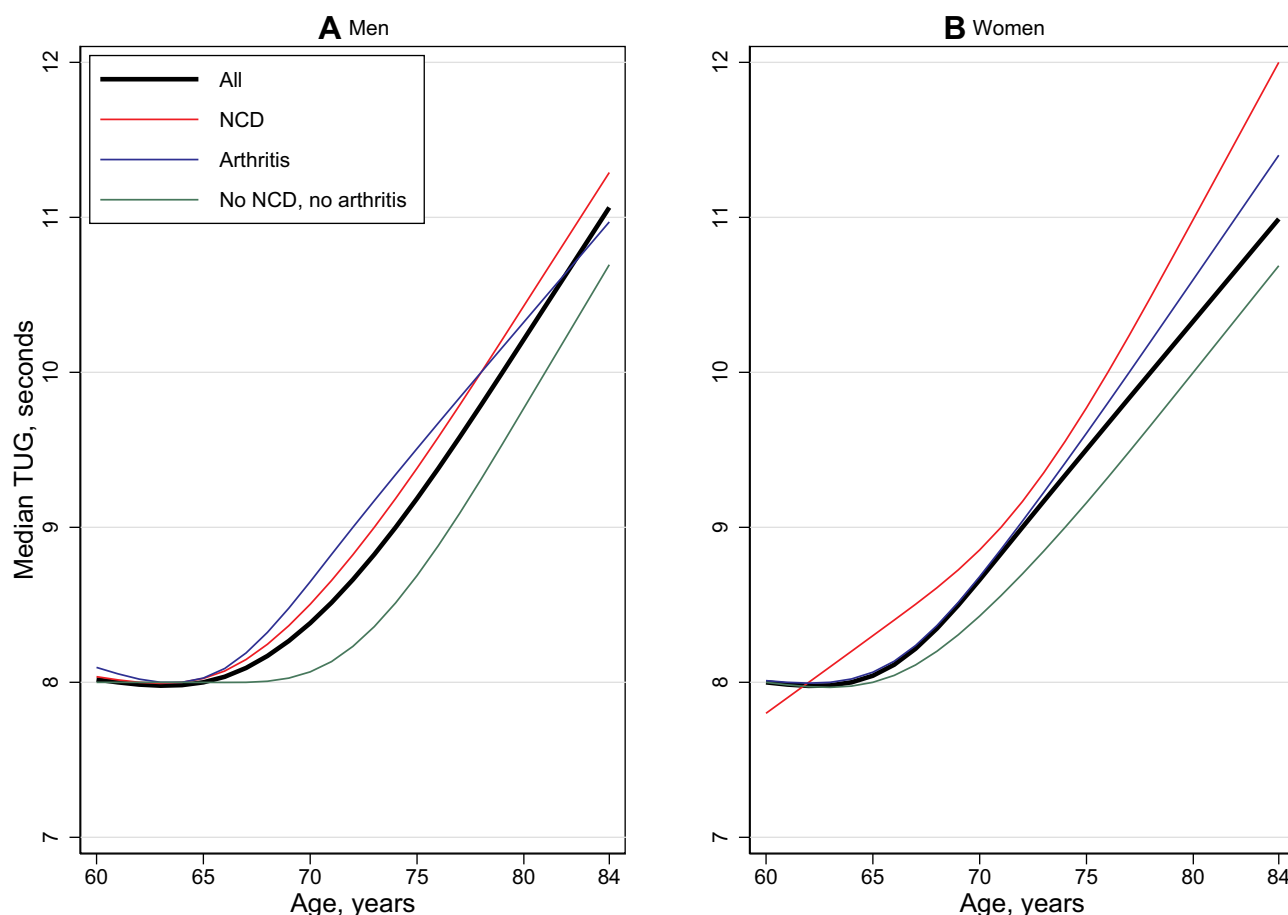 A Men
B Women
All
NCD
Arthritis
No NCD, no arthritis
Median TUG, seconds
12
11
10
9
8
7
60 65 70 75 80 84
Age, years
12
11
10
9
8
7
60 65 70 75 80 84
Age, years